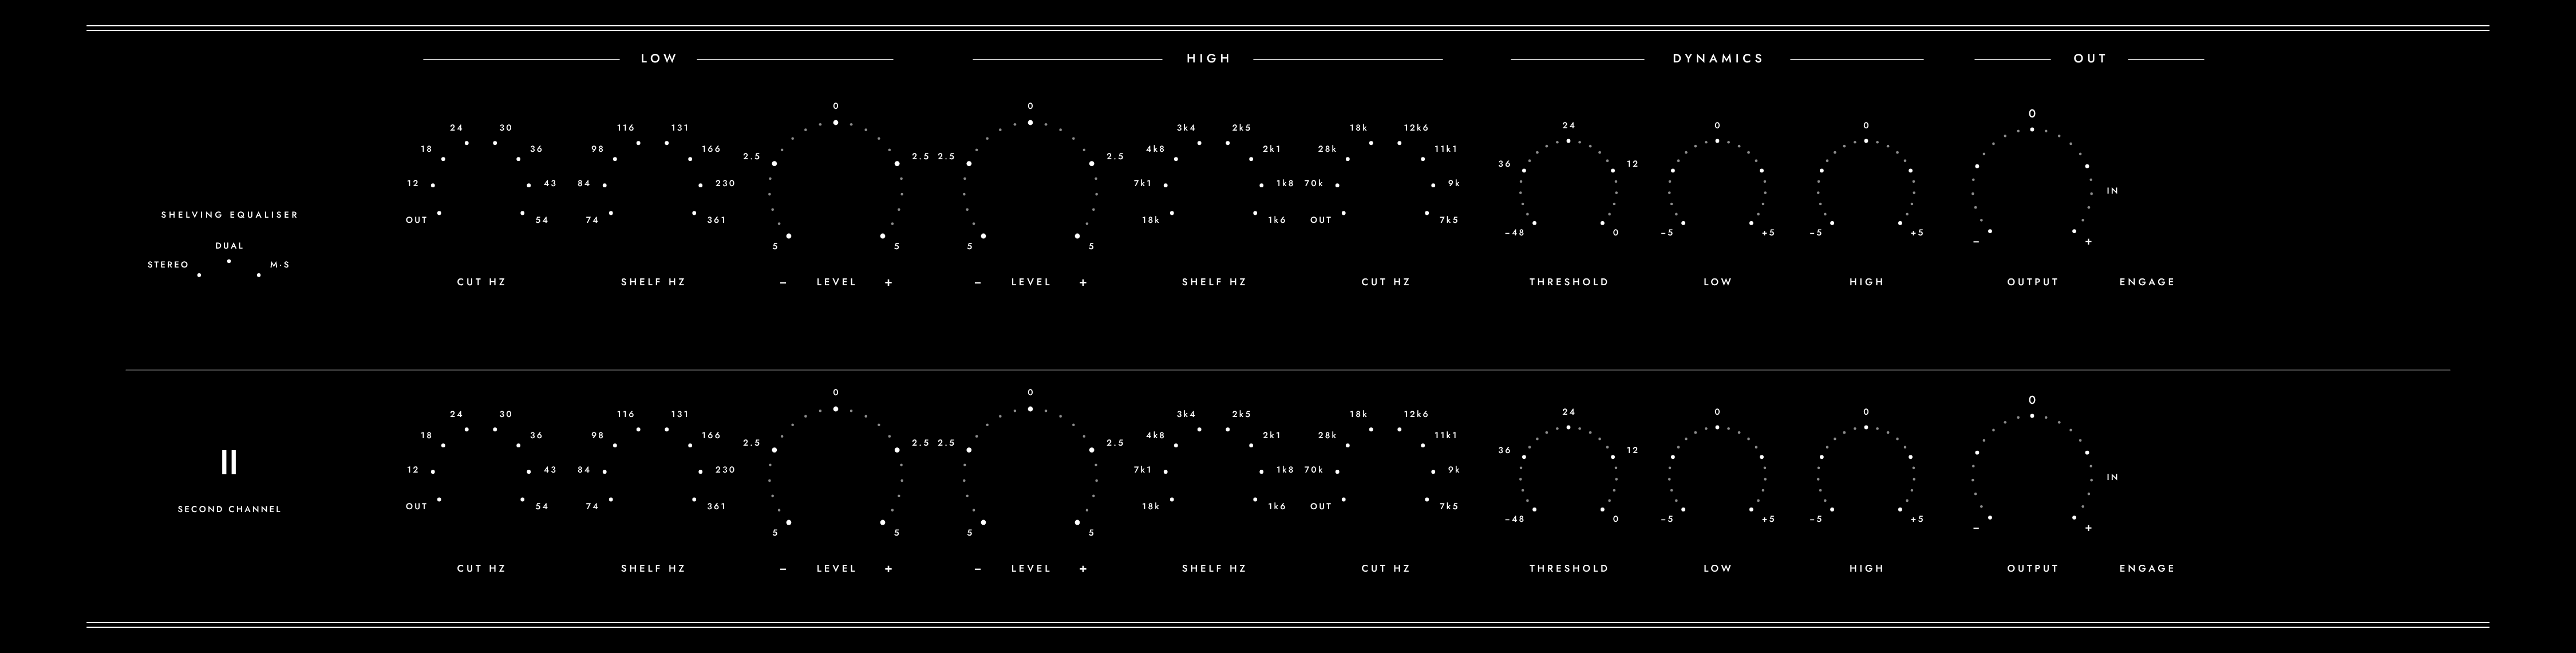 LOW HIGH DYNAMICS OUT
0 0
0
24 30 116 131 3k4 2k5 18k 12k6 24 0 0
18 36 98 166 2.5 2.5 2.5 2.5 4k8 2k1 28k 11k1 36 12
12 43 84 230 7k1 1k8 70k 9k IN
SHELVING EQUALISER OUT 54 74 361 18k 1k6 OUT 7k5
−48 0 −5 +5 −5 +5
DUAL 5 5 5 5 − +
STEREO M·S
CUT HZ SHELF HZ − LEVEL + − LEVEL + SHELF HZ CUT HZ THRESHOLD LOW HIGH OUTPUT ENGAGE
0 0
0
24 30 116 131 3k4 2k5 18k 12k6 24 0 0
18 36 98 166 2.5 2.5 2.5 2.5 4k8 2k1 28k 11k1 36 12
II 12 43 84 230 7k1 1k8 70k 9k IN
SECOND CHANNEL OUT 54 74 361 18k 1k6 OUT 7k5
−48 0 −5 +5 −5 +5
5 5 5 5 − +
CUT HZ SHELF HZ − LEVEL + − LEVEL + SHELF HZ CUT HZ THRESHOLD LOW HIGH OUTPUT ENGAGE